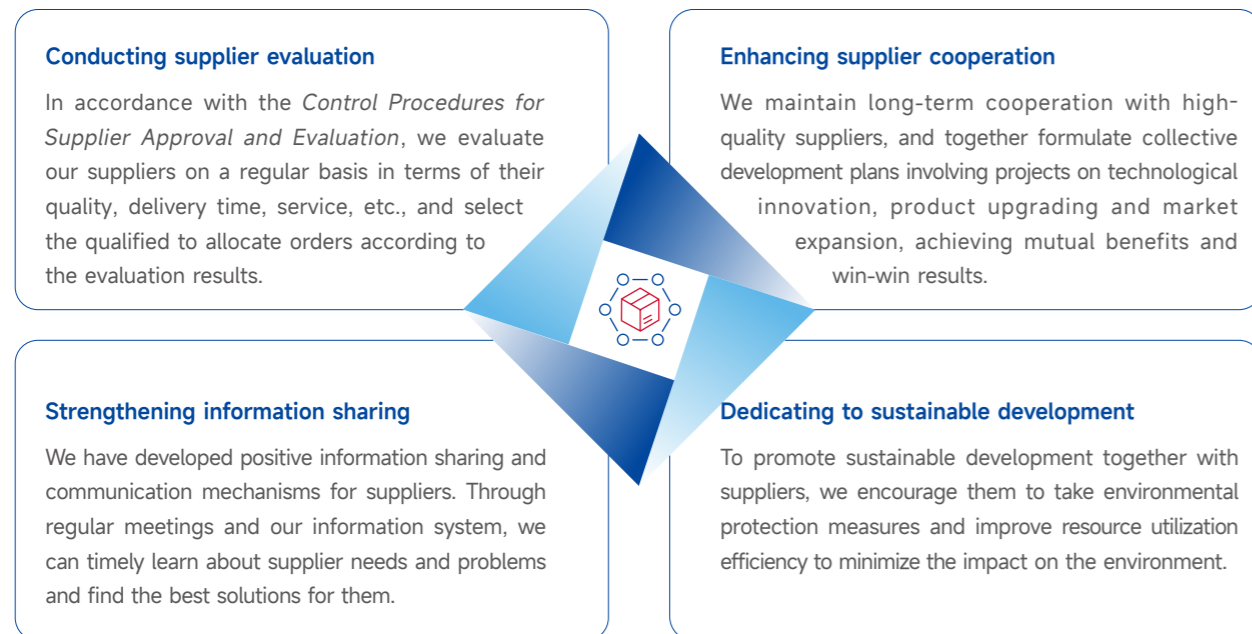 Conducting supplier evaluation
In accordance with the Control Procedures for
Supplier Approval and Evaluation, we evaluate
our suppliers on a regular basis in terms of their
quality, delivery time, service, etc., and select
the qualified to allocate orders according to
the evaluation results.
Enhancing supplier cooperation
We maintain long-term cooperation with high-
quality suppliers, and together formulate collective
development plans involving projects on technological
innovation, product upgrading and market
expansion, achieving mutual benefits and
win-win results.
Strengthening information sharing
We have developed positive information sharing and
communication mechanisms for suppliers. Through
regular meetings and our information system, we
can timely learn about supplier needs and problems
and find the best solutions for them.
Dedicating to sustainable development
To promote sustainable development together with
suppliers, we encourage them to take environmental
protection measures and improve resource utilization
efficiency to minimize the impact on the environment.